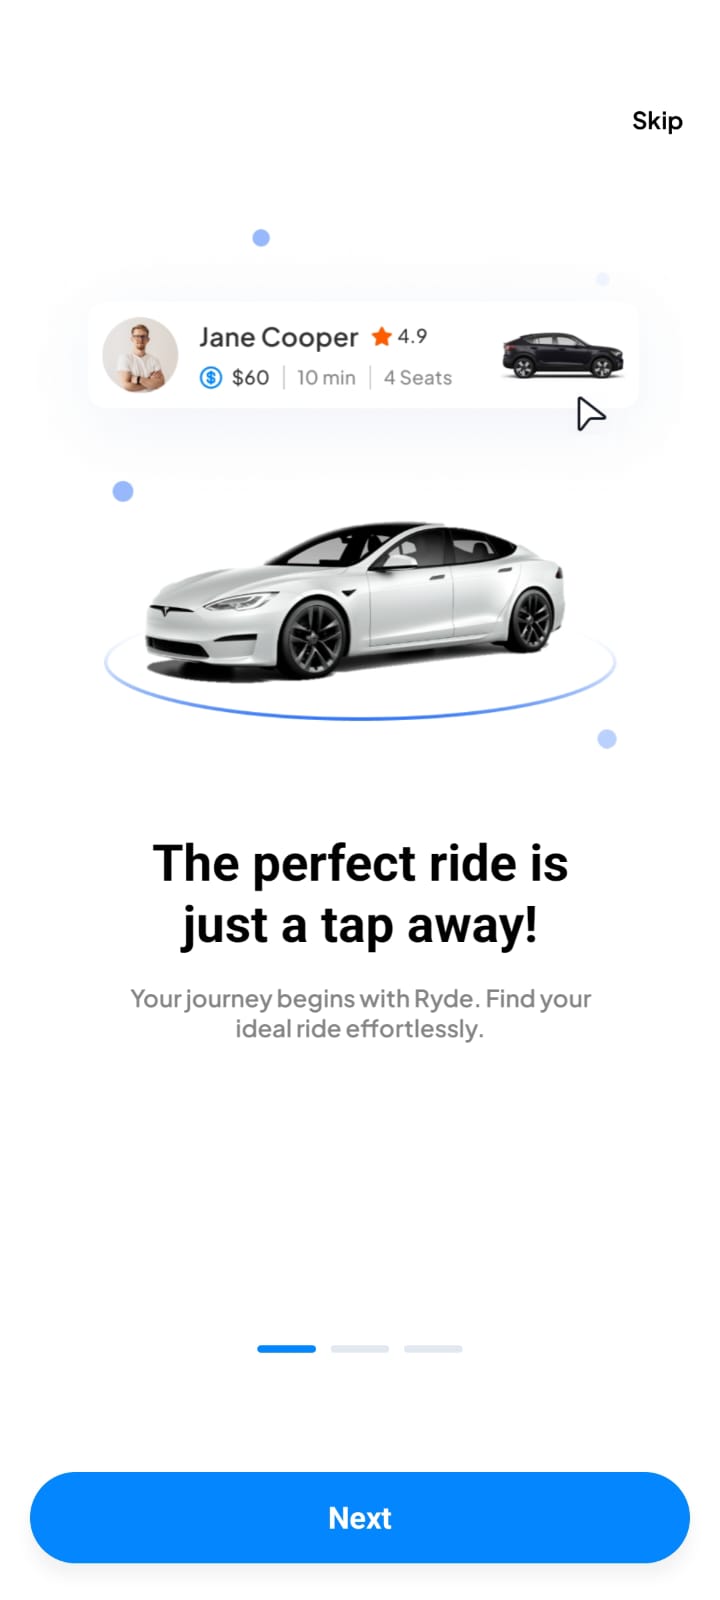 Skip
Jane Cooper 4.9
$60 10 min 4 Seats
The perfect ride is
just a tap away!
Your journey begins with Ryde. Find your
ideal ride effortlessly.
Next